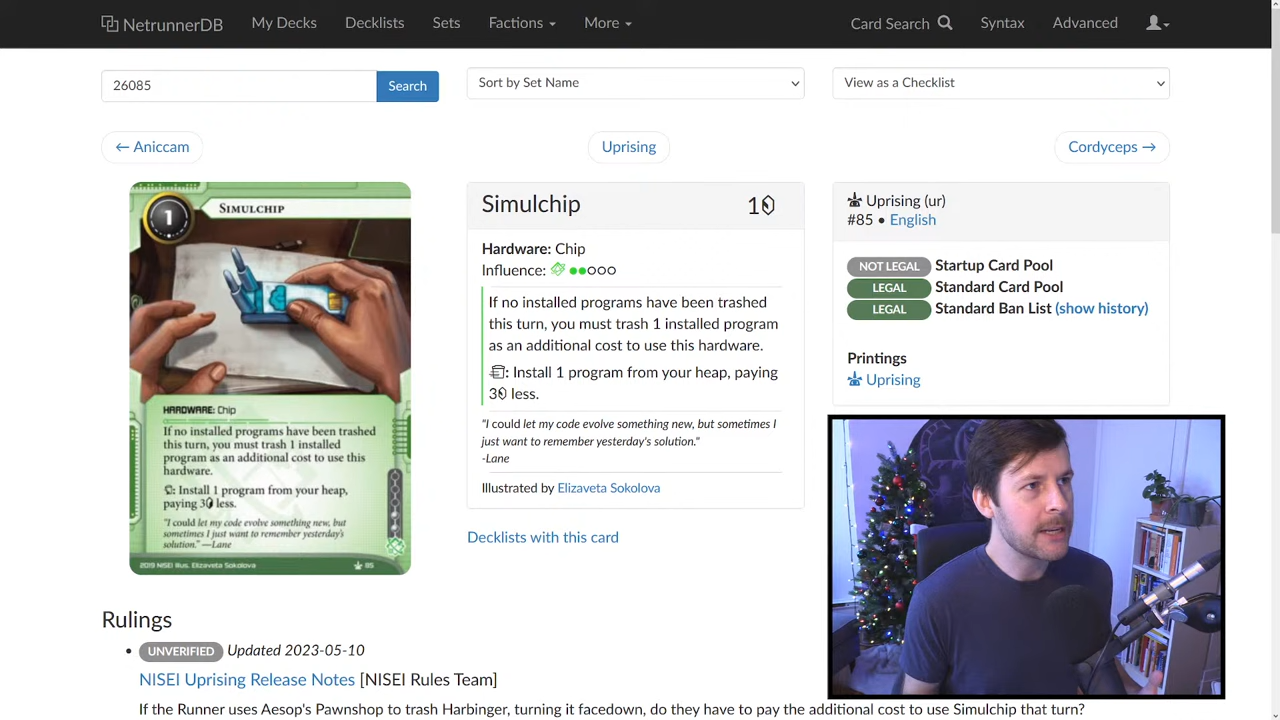 NetrunnerDB My Decks Decklists Sets Factions More Card Search Syntax Advanced
26085 Search Sort by Set Name View as a Checklist
← Aniccam Uprising Cordyceps →
1 SIMULCHIP
HARDWARE: Chip
If no installed programs have been trashed
this turn, you must trash 1 installed
program as an additional cost to use this
hardware.
: Install 1 program from your heap,
paying 3 less.
"I could let my code evolve something new, but
sometimes I just want to remember yesterday's
solution." —Lane
2019 NISEI Illus. Elizaveta Sokolova 85
Simulchip 1
Hardware: Chip
Influence:
If no installed programs have been trashed
this turn, you must trash 1 installed program
as an additional cost to use this hardware.
: Install 1 program from your heap, paying
3 less.
"I could let my code evolve something new, but sometimes I
just want to remember yesterday's solution."
-Lane
Illustrated by Elizaveta Sokolova
Decklists with this card
Uprising (ur)
#85 • English
NOT LEGAL Startup Card Pool
LEGAL Standard Card Pool
LEGAL Standard Ban List (show history)
Printings
Uprising
Rulings
• UNVERIFIED Updated 2023-05-10
NISEI Uprising Release Notes [NISEI Rules Team]
If the Runner uses Aesop's Pawnshop to trash Harbinger, turning it facedown, do they have to pay the additional cost to use Simulchip that turn?